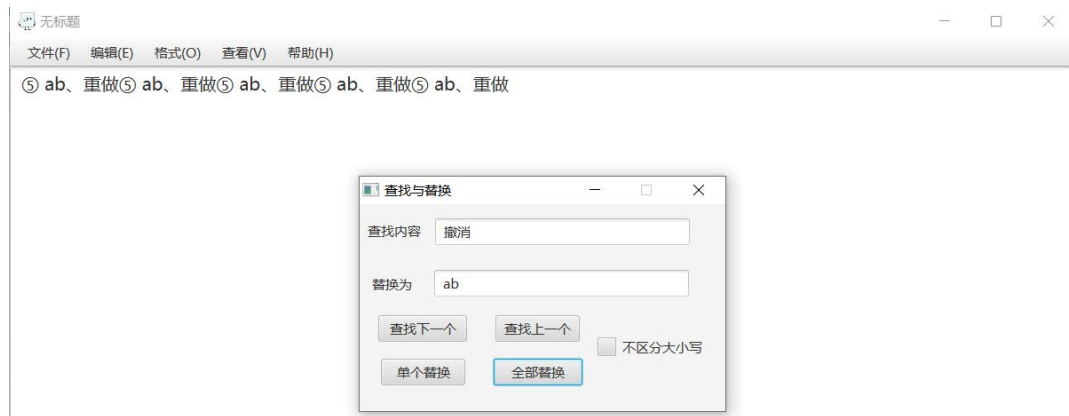 无标题
文件(F) 编辑(E) 格式(O) 查看(V) 帮助(H)
⑤ ab、重做⑤ ab、重做⑤ ab、重做⑤ ab、重做⑤ ab、重做
查找与替换
查找内容 撤消
替换为 ab
查找下一个 查找上一个
不区分大小写
单个替换 全部替换